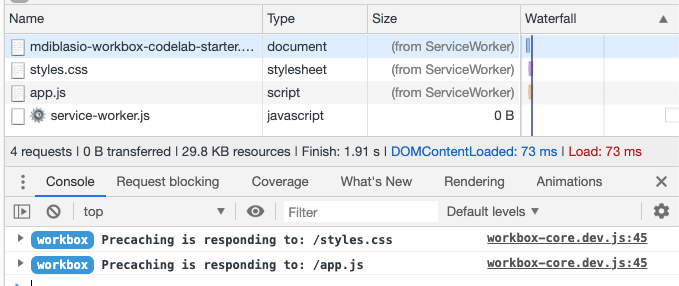 Name Type Size Waterfall ▲
mdiblasio-workbox-codelab-starter.… document (from ServiceWorker)
styles.css stylesheet (from ServiceWorker)
app.js script (from ServiceWorker)
service-worker.js javascript 0 B
4 requests | 0 B transferred | 29.8 KB resources | Finish: 1.91 s | DOMContentLoaded: 73 ms | Load: 73 ms
Console Request blocking Coverage What's New Rendering Animations
top ▼ Filter Default levels ▼
workbox Precaching is responding to: /styles.css workbox-core.dev.js:45
workbox Precaching is responding to: /app.js workbox-core.dev.js:45